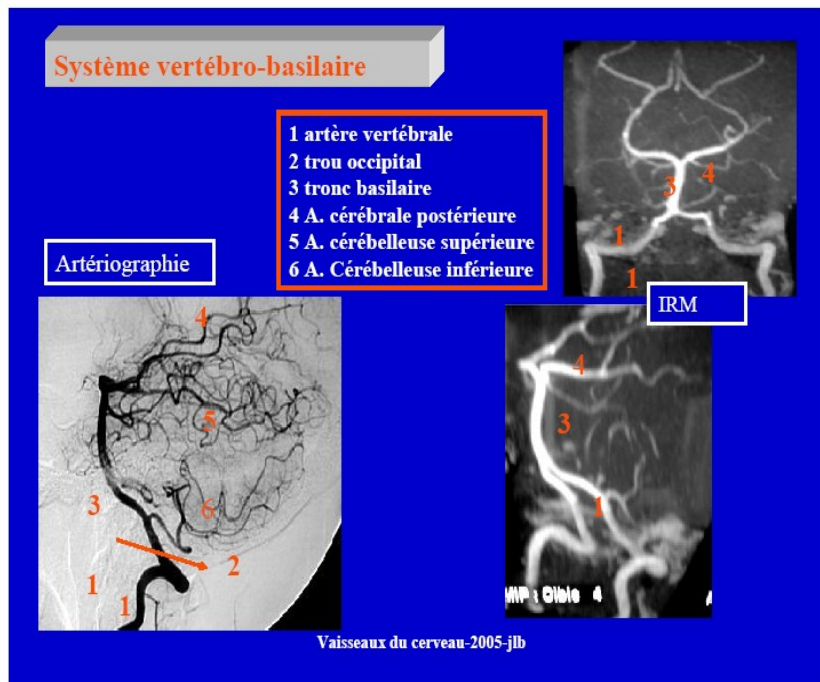 Système vertébro-basilaire
1 artère vertébrale
2 trou occipital
3 tronc basilaire
4 A. cérébrale postérieure
5 A. cérébelleuse supérieure
6 A. Cérébelleuse inférieure
3
4
1
1
Artériographie
IRM
4
5
6
3
2
1
1
4
3
1
MIP : Cible 4
Vaisseaux du cerveau-2005-jlb